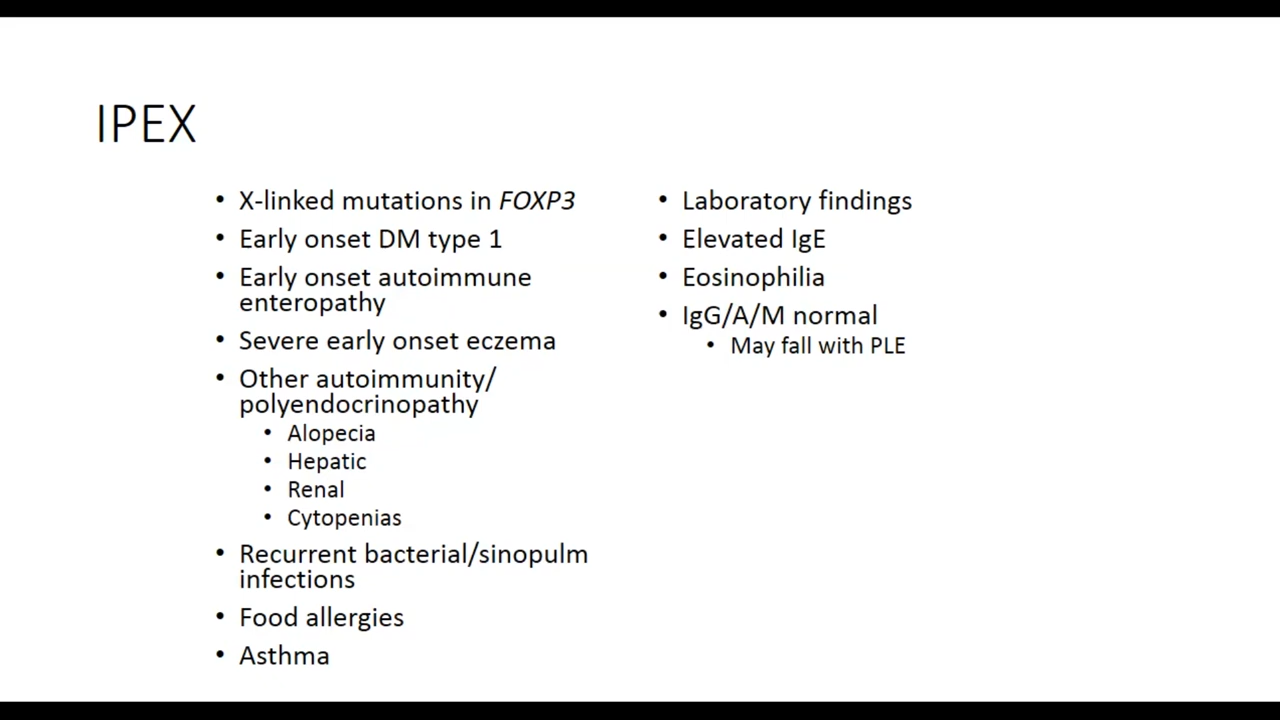 IPEX
• X-linked mutations in FOXP3
• Early onset DM type 1
• Early onset autoimmune
enteropathy
• Severe early onset eczema
• Other autoimmunity/
polyendocrinopathy
• Alopecia
• Hepatic
• Renal
• Cytopenias
• Recurrent bacterial/sinopulm
infections
• Food allergies
• Asthma
• Laboratory findings
• Elevated IgE
• Eosinophilia
• IgG/A/M normal
• May fall with PLE